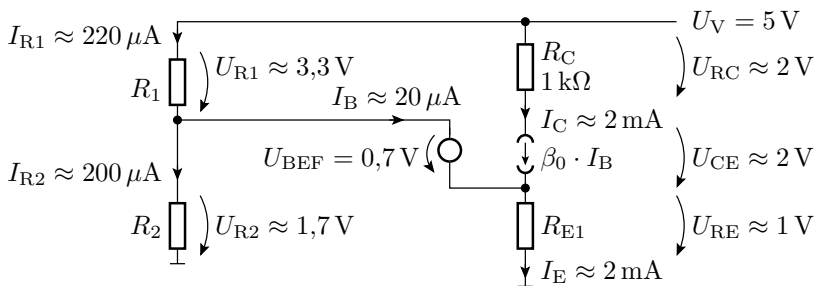 U_V = 5 V
I_R1 ≈ 220 µA
R_C
1 kΩ
R_1
U_R1 ≈ 3,3 V
U_RC ≈ 2 V
I_B ≈ 20 µA
I_C ≈ 2 mA
U_BEF = 0,7 V
β_0 · I_B
U_CE ≈ 2 V
I_R2 ≈ 200 µA
R_2
U_R2 ≈ 1,7 V
R_E1
U_RE ≈ 1 V
I_E ≈ 2 mA